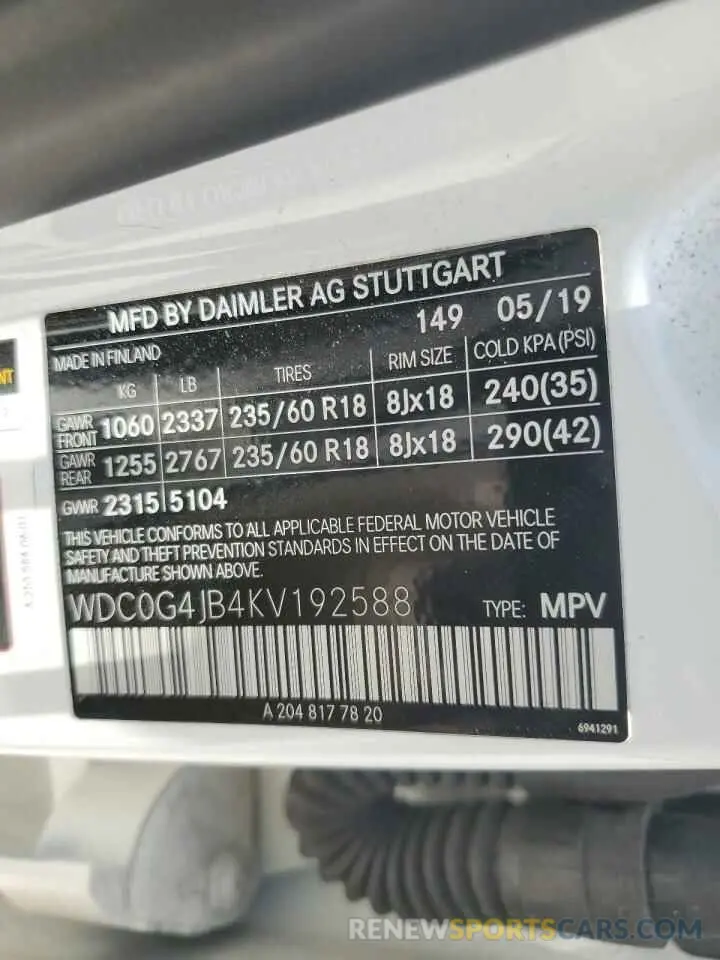 MFD BY DAIMLER AG STUTTGART
149 05/19
MADE IN FINLAND
KG LB TIRES RIM SIZE COLD KPA (PSI)
GAWR FRONT 1060 2337 235/60 R18 8Jx18 240(35)
GAWR REAR 1255 2767 235/60 R18 8Jx18 290(42)
GVWR 2315 5104
THIS VEHICLE CONFORMS TO ALL APPLICABLE FEDERAL MOTOR VEHICLE
SAFETY AND THEFT PREVENTION STANDARDS IN EFFECT ON THE DATE OF
MANUFACTURE SHOWN ABOVE.
WDC0G4JB4KV192588 TYPE: MPV
A 204 817 78 20
6941291
RENEWSPORTSCARS.COM